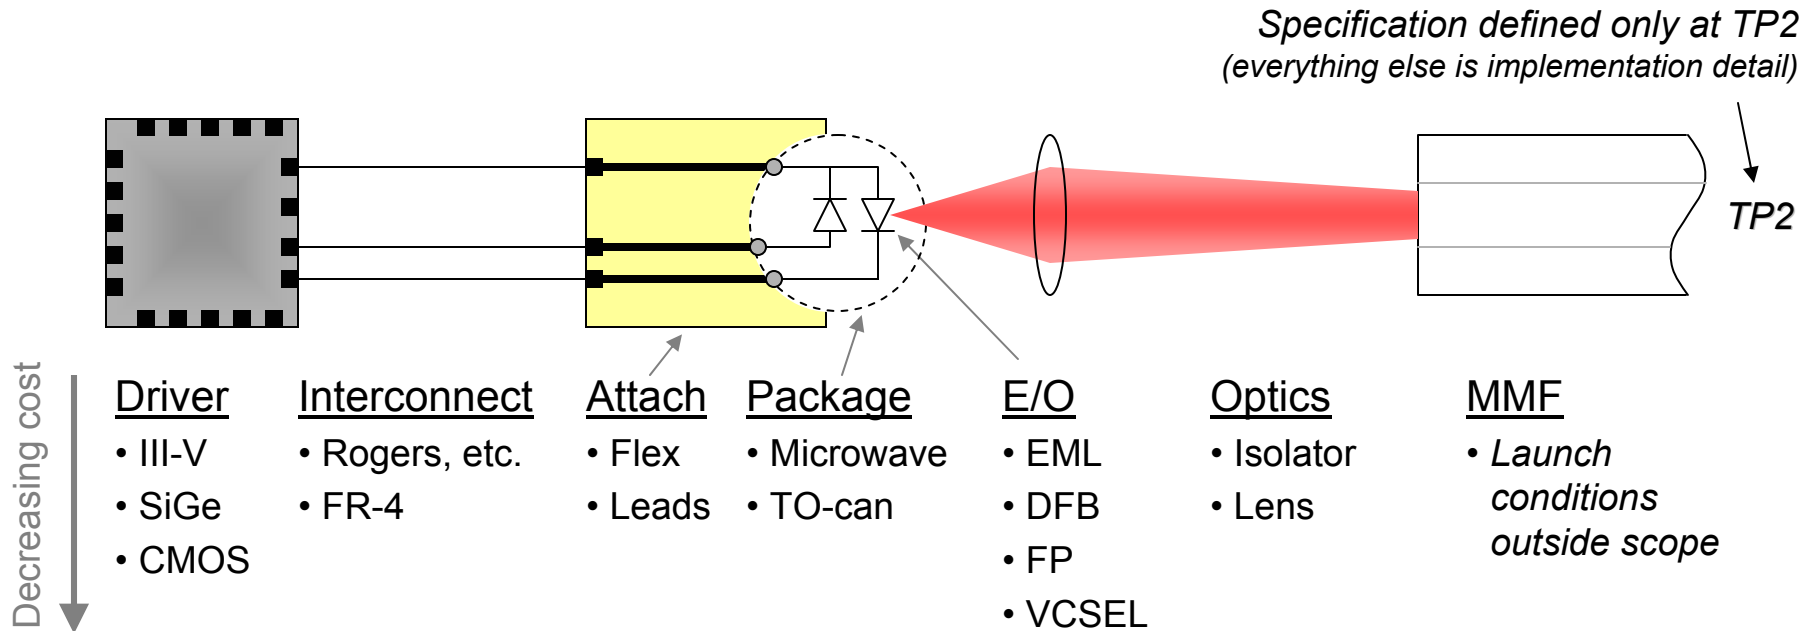 Specification defined only at TP2
(everything else is implementation detail)
TP2
Decreasing cost
Driver
• III-V
• SiGe
• CMOS
Interconnect
• Rogers, etc.
• FR-4
Attach
• Flex
• Leads
Package
• Microwave
• TO-can
E/O
• EML
• DFB
• FP
• VCSEL
Optics
• Isolator
• Lens
MMF
• Launch
conditions
outside scope